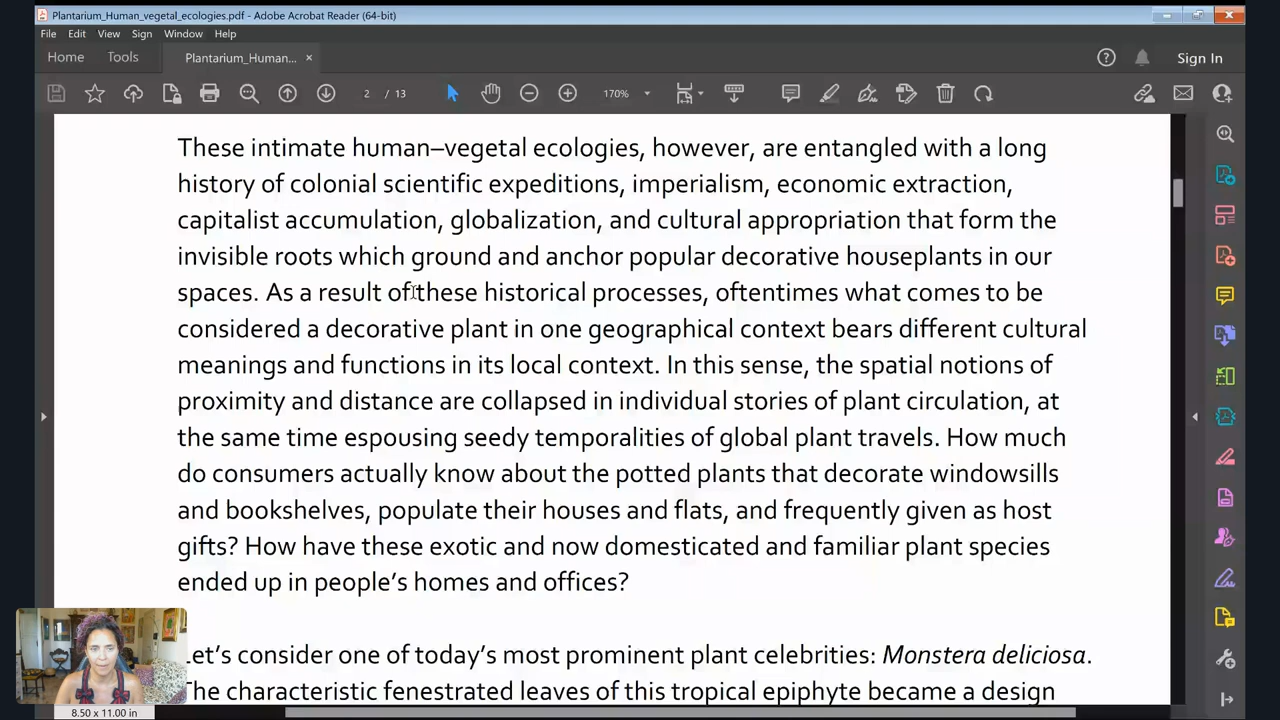 Plantarium_Human_vegetal_ecologies.pdf - Adobe Acrobat Reader (64-bit)
File Edit View Sign Window Help
Home Tools Plantarium_Human... × Sign In
2 / 13 170%
These intimate human–vegetal ecologies, however, are entangled with a long
history of colonial scientific expeditions, imperialism, economic extraction,
capitalist accumulation, globalization, and cultural appropriation that form the
invisible roots which ground and anchor popular decorative houseplants in our
spaces. As a result of these historical processes, oftentimes what comes to be
considered a decorative plant in one geographical context bears different cultural
meanings and functions in its local context. In this sense, the spatial notions of
proximity and distance are collapsed in individual stories of plant circulation, at
the same time espousing seedy temporalities of global plant travels. How much
do consumers actually know about the potted plants that decorate windowsills
and bookshelves, populate their houses and flats, and frequently given as host
gifts? How have these exotic and now domesticated and familiar plant species
ended up in people’s homes and offices?
Let’s consider one of today’s most prominent plant celebrities: Monstera deliciosa.
The characteristic fenestrated leaves of this tropical epiphyte became a design
8.50 x 11.00 in